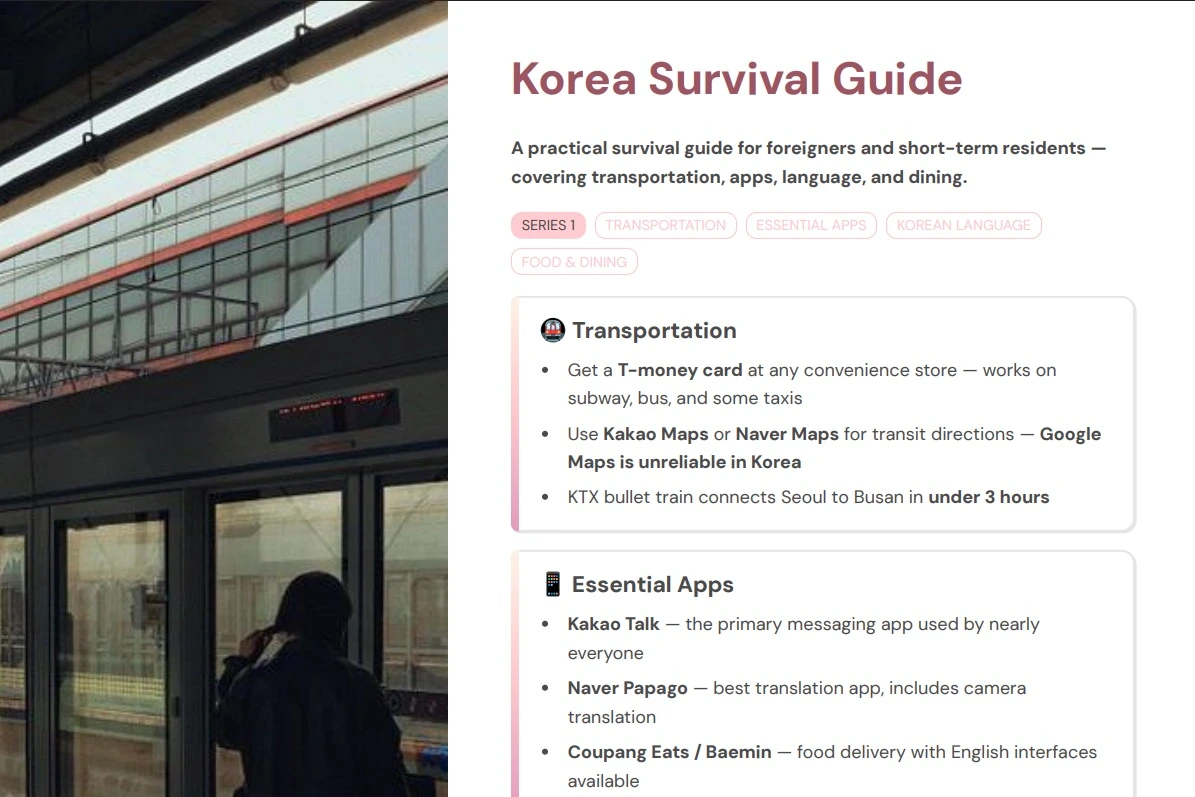 Korea Survival Guide
A practical survival guide for foreigners and short-term residents —
covering transportation, apps, language, and dining.
SERIES 1
TRANSPORTATION
ESSENTIAL APPS
KOREAN LANGUAGE
FOOD & DINING
🚇 Transportation
• Get a T-money card at any convenience store — works on
subway, bus, and some taxis
• Use Kakao Maps or Naver Maps for transit directions — Google
Maps is unreliable in Korea
• KTX bullet train connects Seoul to Busan in under 3 hours
📱 Essential Apps
• Kakao Talk — the primary messaging app used by nearly
everyone
• Naver Papago — best translation app, includes camera
translation
• Coupang Eats / Baemin — food delivery with English interfaces
available